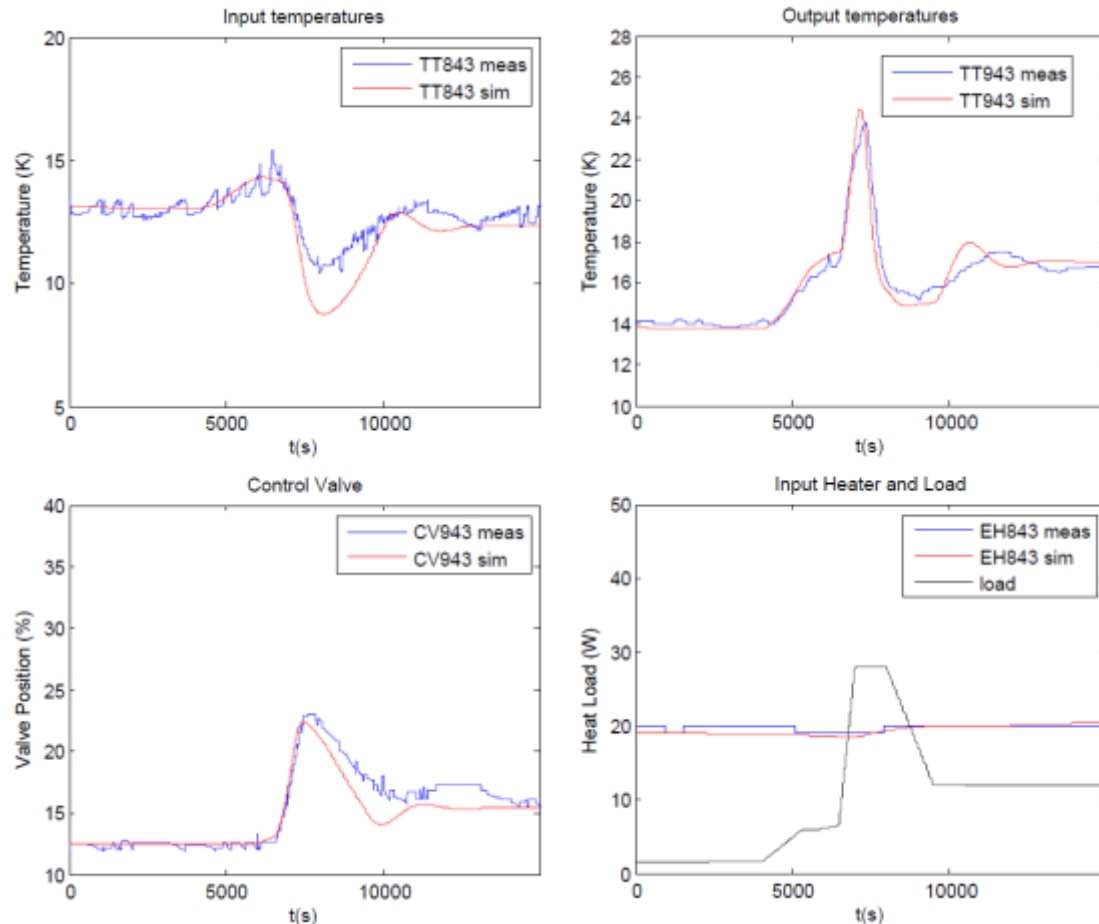 Input temperatures
20
15
10
5
Temperature (K)
TT843 meas
TT843 sim
0 5000 10000
t(s)
Output temperatures
28
26
24
22
20
18
16
14
12
10
Temperature (K)
TT943 meas
TT943 sim
0 5000 10000
t(s)
Control Valve
40
35
30
25
20
15
10
Valve Position (%)
CV943 meas
CV943 sim
0 5000 10000
t(s)
Input Heater and Load
50
40
30
20
10
0
Heat Load (W)
EH843 meas
EH843 sim
load
0 5000 10000
t(s)